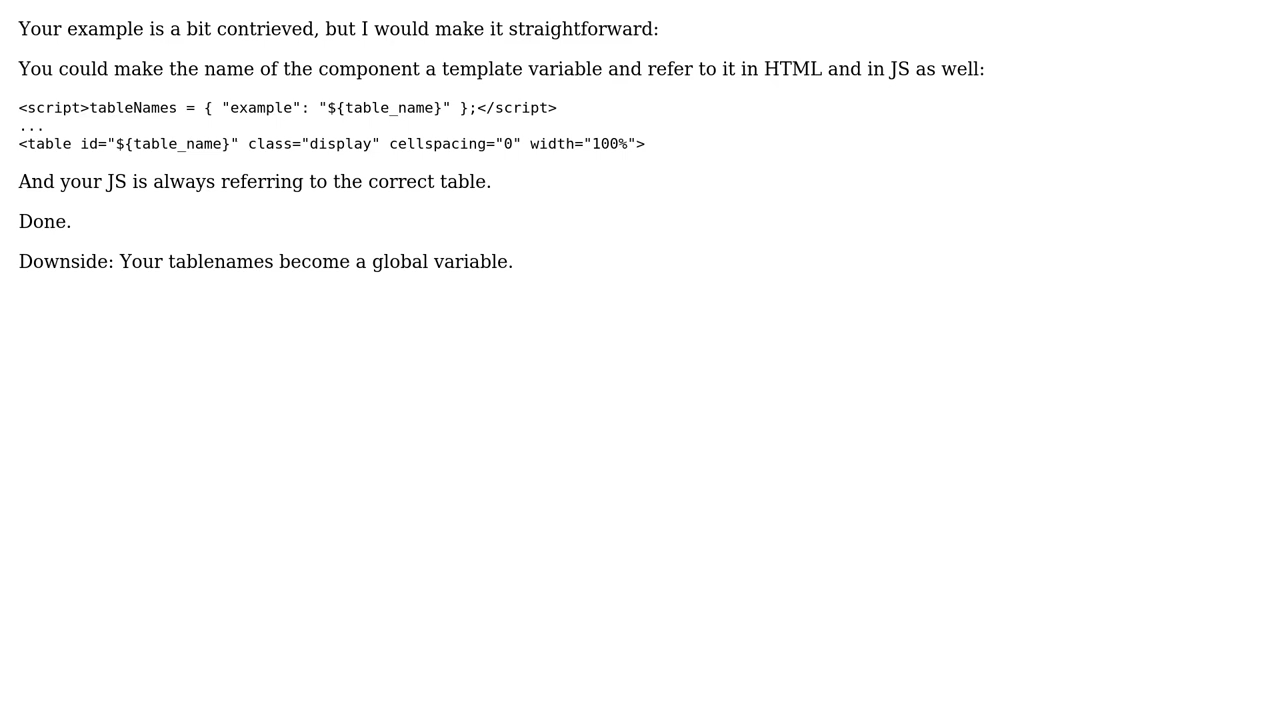 Your example is a bit contrieved, but I would make it straightforward:
You could make the name of the component a template variable and refer to it in HTML and in JS as well:
<script>tableNames = { "example": "${table_name}" };</script>
...
<table id="${table_name}" class="display" cellspacing="0" width="100%">
And your JS is always referring to the correct table.
Done.
Downside: Your tablenames become a global variable.